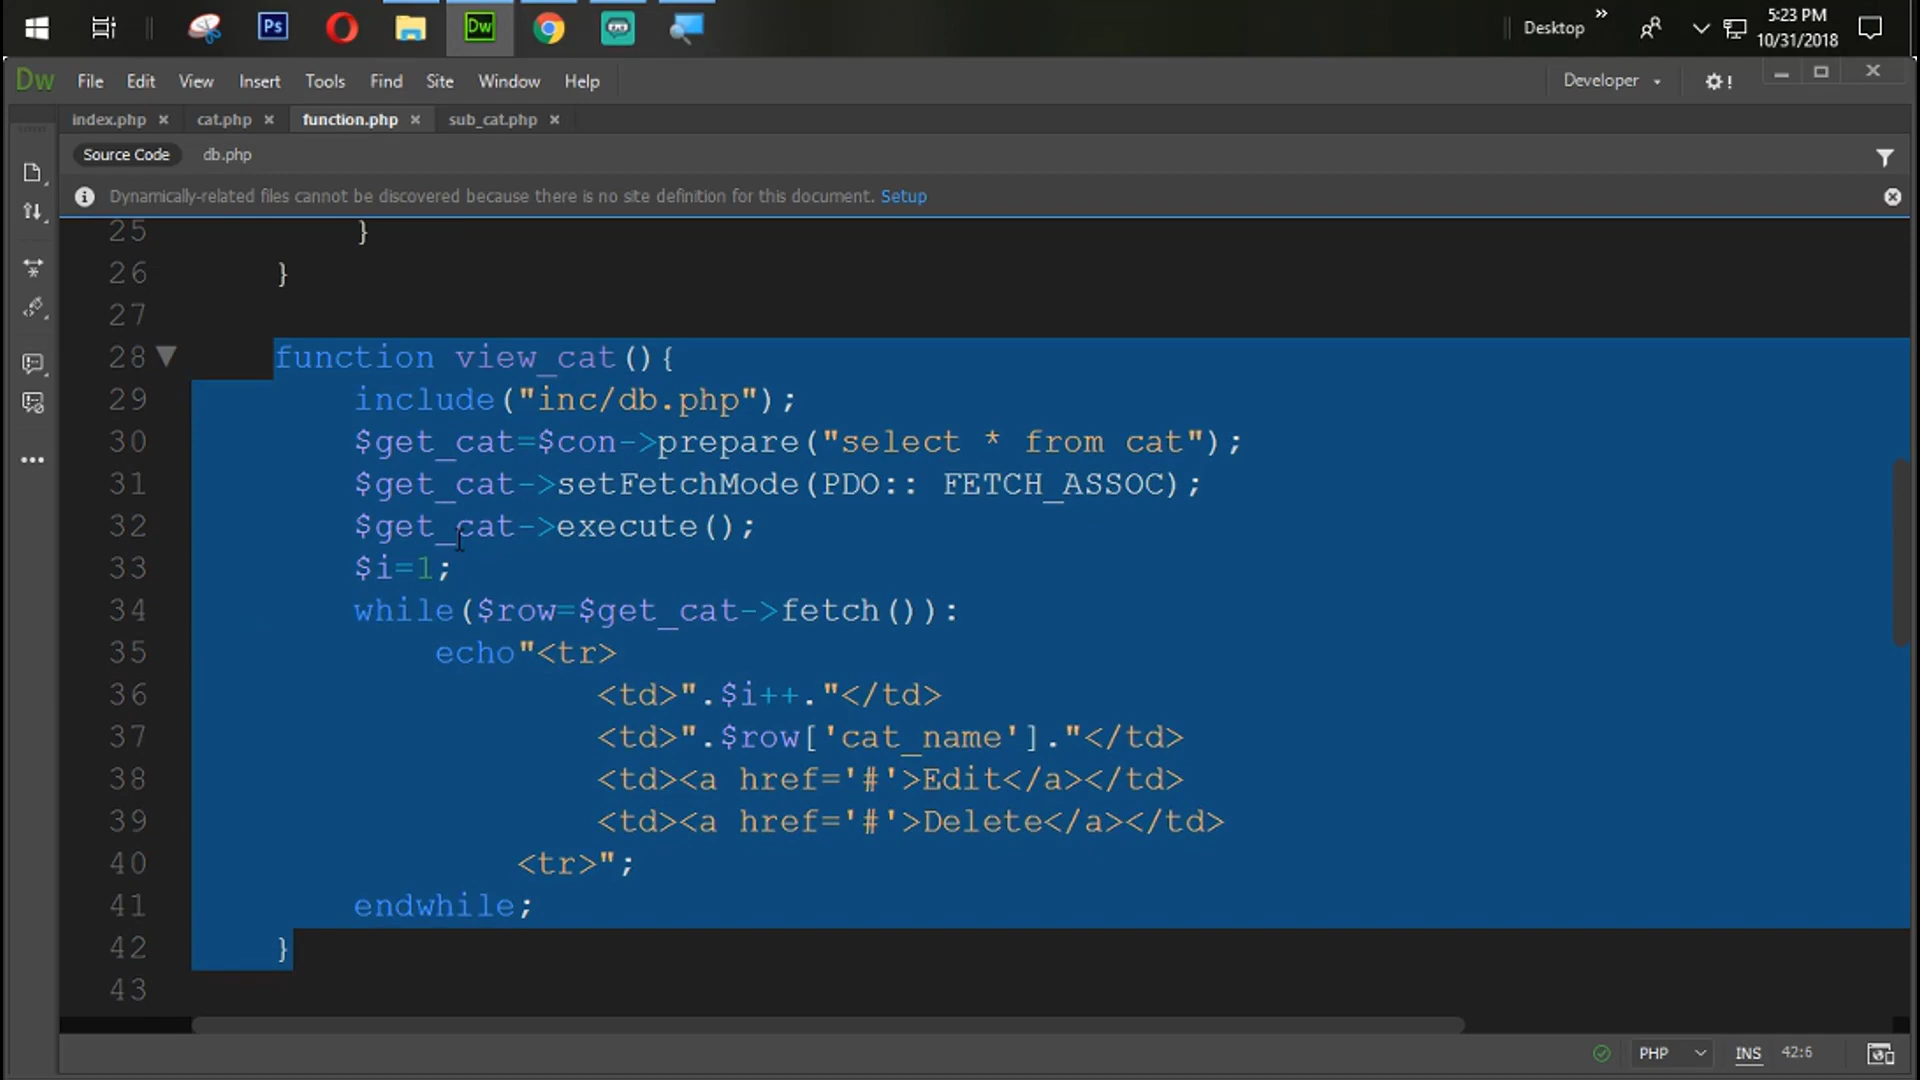 Ps
Dw
Desktop
»
5:23 PM
10/31/2018
Dw File Edit View Insert Tools Find Site Window Help
Developer
!
index.php × cat.php × function.php × sub_cat.php ×
Source Code db.php
Dynamically-related files cannot be discovered because there is no site definition for this document. Setup
25 }
26 }
27
28 function view_cat(){
29 include("inc/db.php");
30 $get_cat=$con->prepare("select * from cat");
31 $get_cat->setFetchMode(PDO:: FETCH_ASSOC);
32 $get_cat->execute();
33 $i=1;
34 while($row=$get_cat->fetch()):
35 echo"<tr>
36 <td>".$i++."</td>
37 <td>".$row['cat_name']."</td>
38 <td><a href='#'>Edit</a></td>
39 <td><a href='#'>Delete</a></td>
40 <tr>";
41 endwhile;
42 }
43
PHP INS 42:6